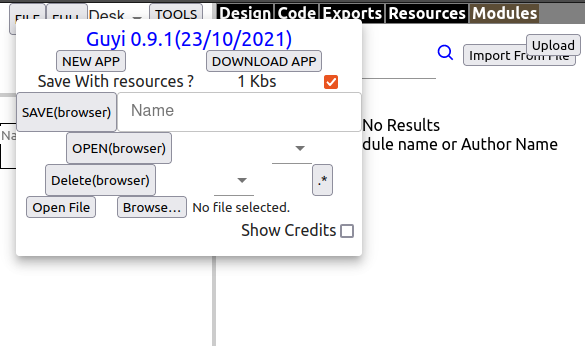 FILE FULL Desk TOOLS Design Code Exports Resources Modules
Guyi 0.9.1(23/10/2021)
Upload
NEW APP DOWNLOAD APP Import From File
Save With resources ? 1 Kbs
SAVE(browser) Name
No Results
Na
OPEN(browser) dule name or Author Name
Delete(browser) .*
Open File Browse... No file selected.
Show Credits